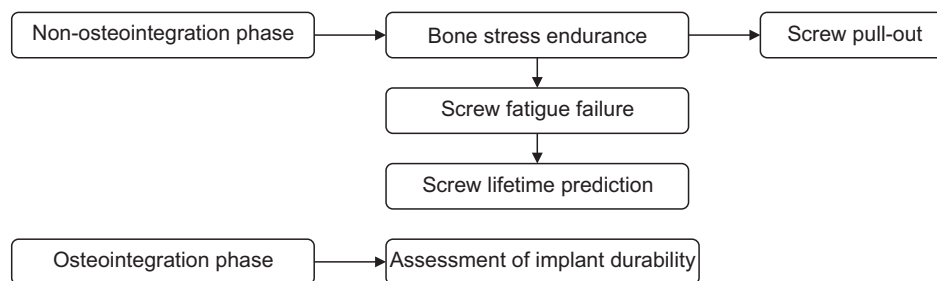 Non-osteointegration phase
Bone stress endurance
Screw pull-out
Screw fatigue failure
Screw lifetime prediction
Osteointegration phase
Assessment of implant durability